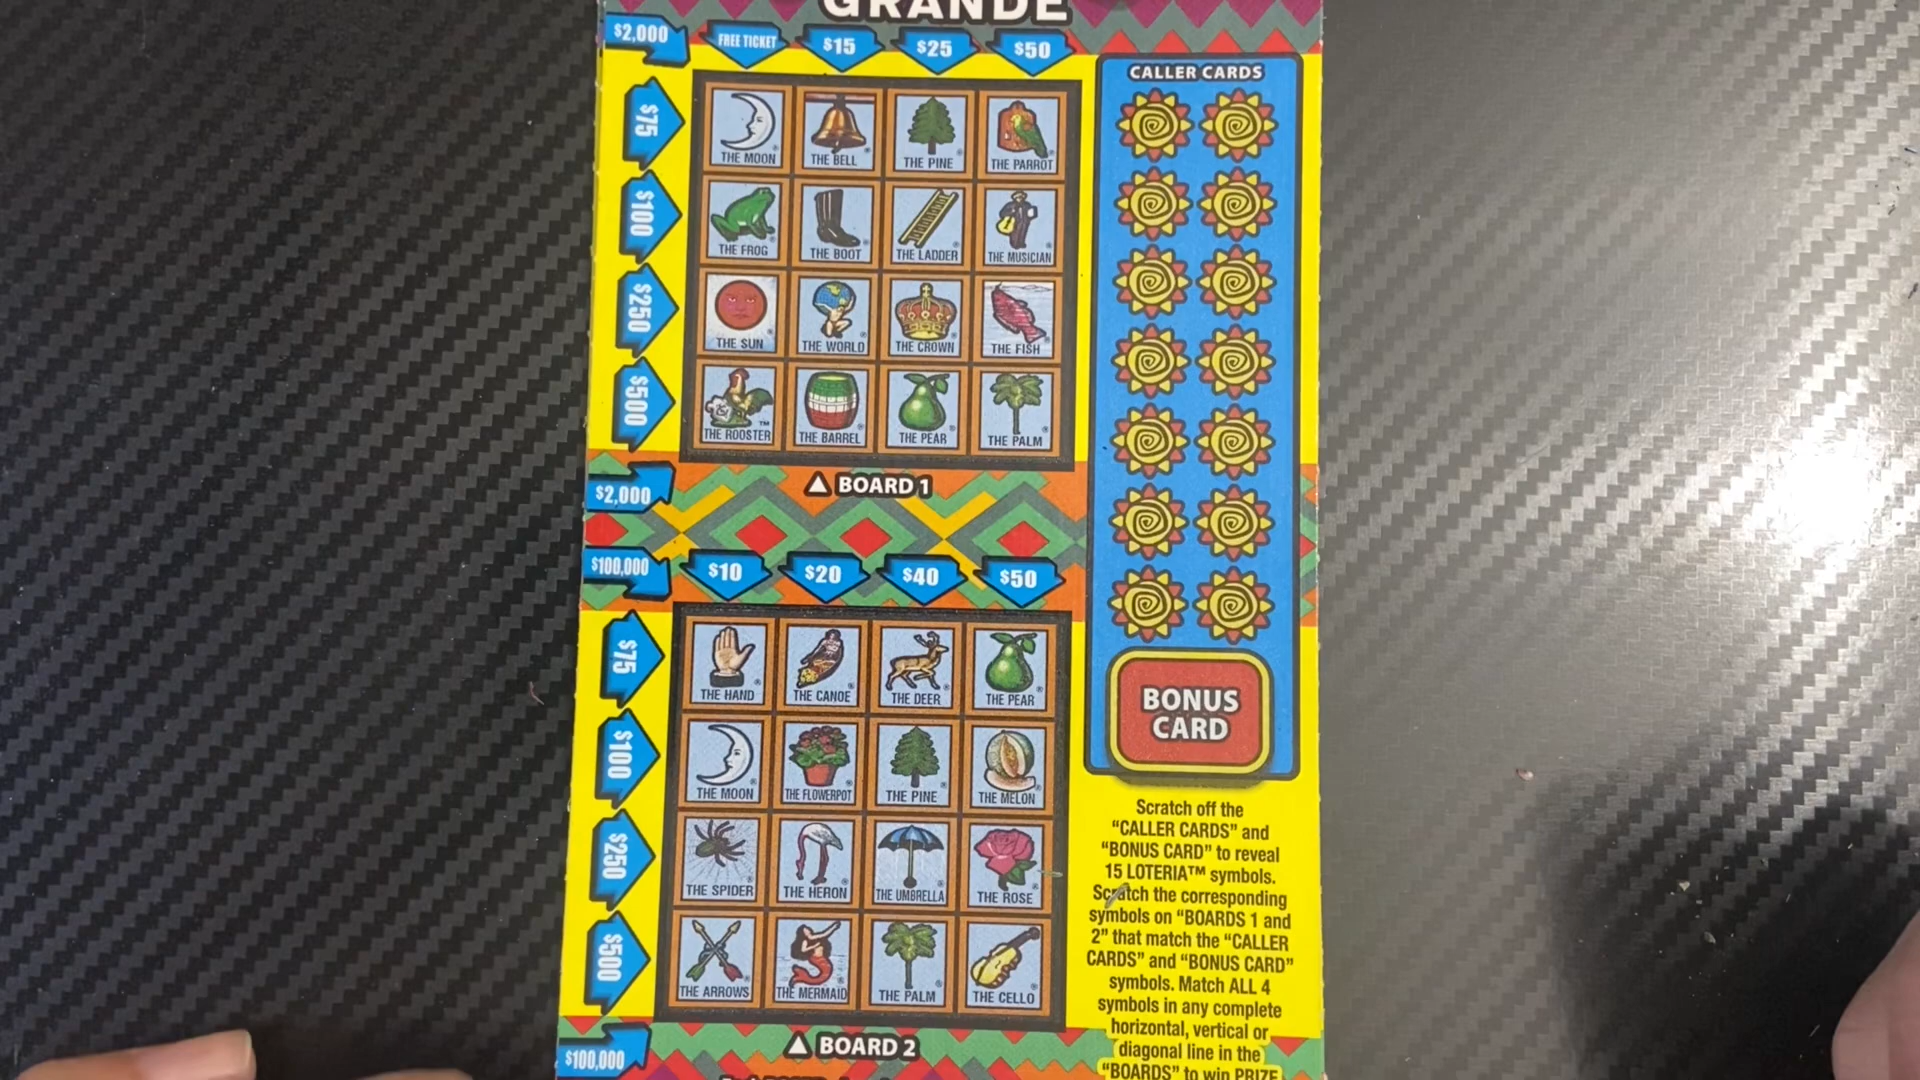 GRANDE
$2,000 FREE TICKET $15 $25 $50
$75
THE MOON THE BELL THE PINE THE PARROT
$100
THE FROG THE BOOT THE LADDER THE MUSICIAN
$250
THE SUN THE WORLD THE CROWN THE FISH
$500
THE ROOSTER THE BARREL THE PEAR THE PALM
$2,000
▲ BOARD 1
$100,000 $10 $20 $40 $50
$75
THE HAND THE CANOE THE DEER THE PEAR
$100
THE MOON THE FLOWERPOT THE PINE THE MELON
$250
THE SPIDER THE HERON THE UMBRELLA THE ROSE
$500
THE ARROWS THE MERMAID THE PALM THE CELLO
$100,000
▲ BOARD 2
CALLER CARDS
BONUS
CARD
Scratch off the
"CALLER CARDS" and
"BONUS CARD" to reveal
15 LOTERIA™ symbols.
Scratch the corresponding
symbols on "BOARDS 1 and
2" that match the "CALLER
CARDS" and "BONUS CARD"
symbols. Match ALL 4
symbols in any complete
horizontal, vertical or
diagonal line in the
"BOARDS" to win PRIZE